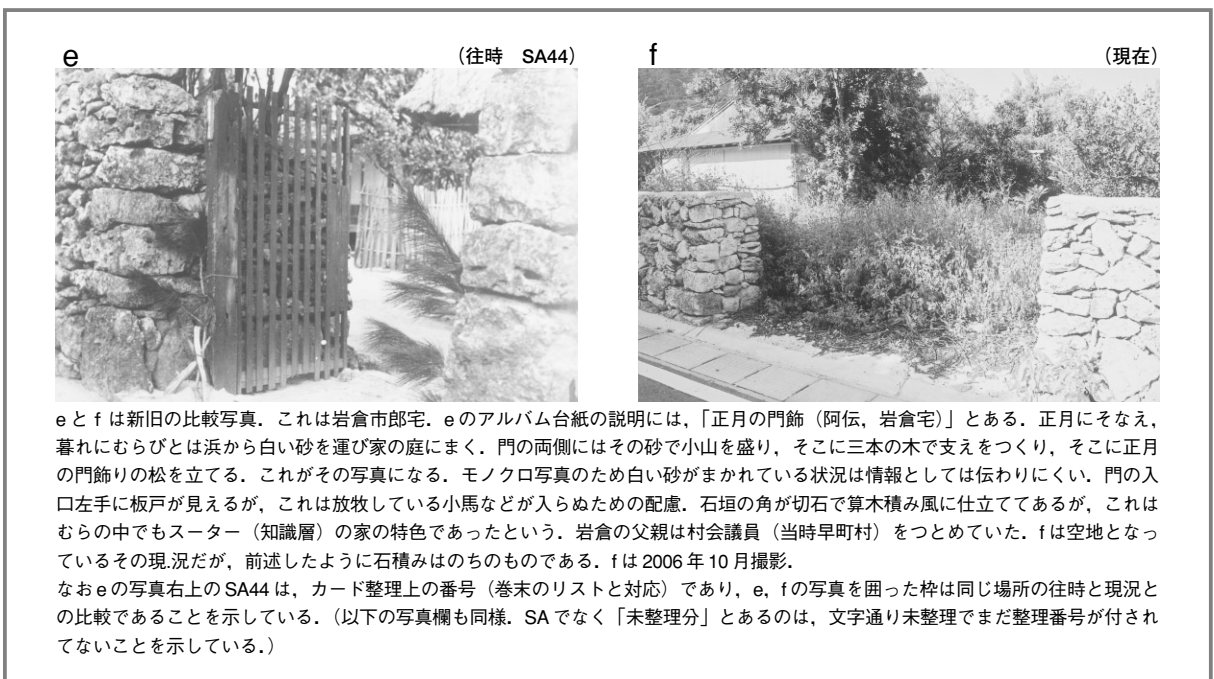 e （往時　SA44）
f （現在）
eとfは新旧の比較写真．これは岩倉市郎宅．eのアルバム台紙の説明には，「正月の門飾（阿伝，岩倉宅）」とある．正月にそなえ，
暮れにむらびとは浜から白い砂を運び家の庭にまく．門の両側にはその砂で小山を盛り，そこに三本の木で支えをつくり，そこに正月
の門飾りの松を立てる．これがその写真になる．モノクロ写真のため白い砂がまかれている状況は情報としては伝わりにくい．門の入
口左手に板戸が見えるが，これは放牧している小馬などが入らぬための配慮．石垣の角が切石で算木積み風に仕立ててあるが，これは
むらの中でもスーター（知識層）の家の特色であったという．岩倉の父親は村会議員（当時早町村）をつとめていた．fは空地となっ
ているその現.況だが，前述したように石積みはのちのものである．fは2006年10月撮影．
なおeの写真右上のSA44は，カード整理上の番号（巻末のリストと対応）であり，e，fの写真を囲った枠は同じ場所の往時と現況と
の比較であることを示している．（以下の写真欄も同様．SAでなく「未整理分」とあるのは，文字通り未整理でまだ整理番号が付され
てないことを示している．）